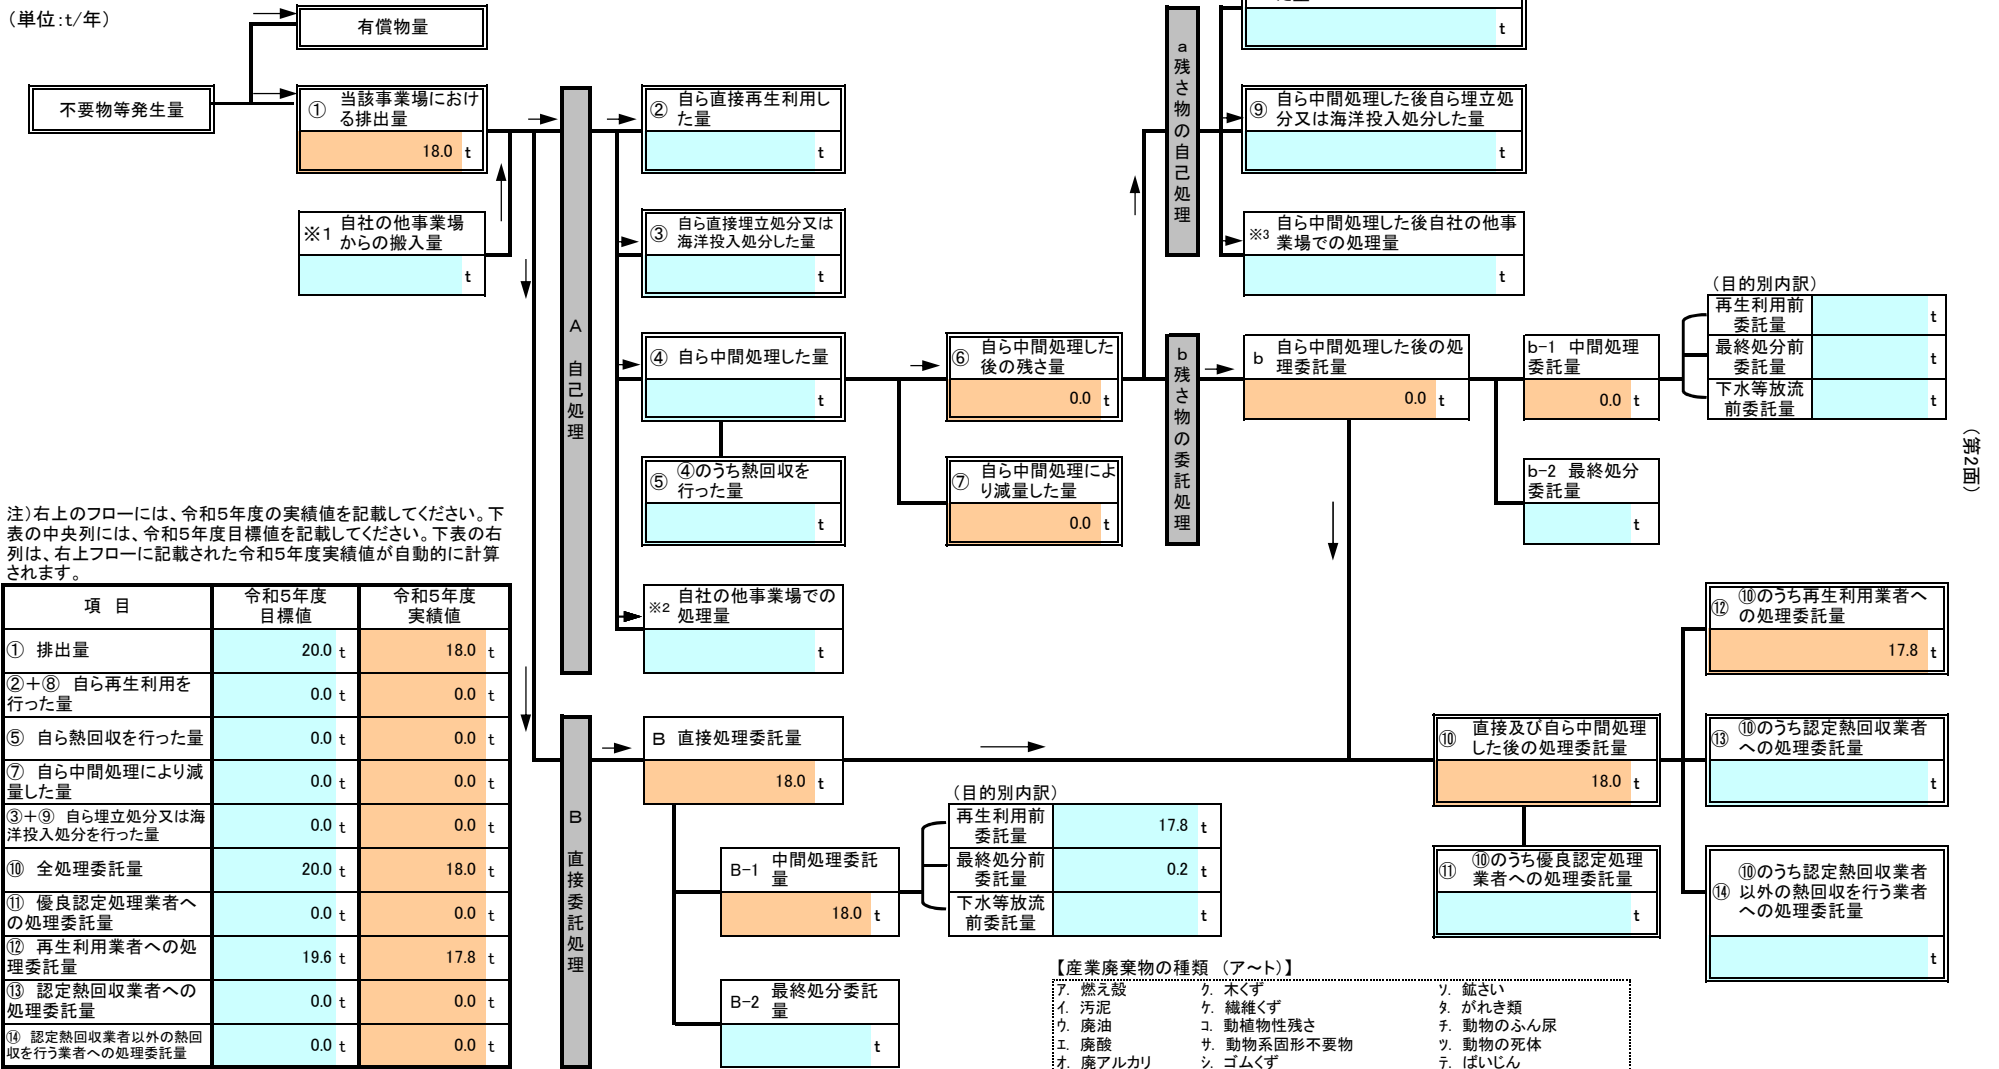 （単位：t/年）
有償物量
不要物等発生量
① 当該事業場におけ
る排出量
18.0 t
※1 自社の他事業場
からの搬入量
t
A 自己処理
② 自ら直接再生利用し
た量
t
③ 自ら直接埋立処分又は
海洋投入処分した量
t
④ 自ら中間処理した量
t
⑤ ④のうち熱回収を
行った量
t
※2 自社の他事業場での
処理量
t
⑥ 自ら中間処理した
後の残さ量
0.0 t
⑦ 自ら中間処理によ
り減量した量
0.0 t
a 残さ物の自己処理
t
⑨ 自ら中間処理した後自ら埋立処
分又は海洋投入処分した量
t
※3 自ら中間処理した後自社の他事
業場での処理量
t
b 残さ物の委託処理
b 自ら中間処理した後の処
理委託量
0.0 t
b-1 中間処理
委託量
0.0 t
（目的別内訳）
再生利用前
委託量
t
最終処分前
委託量
t
下水等放流
前委託量
t
b-2 最終処分
委託量
t
（第2面）
注）右上のフローには、令和5年度の実績値を記載してください。下
表の中央列には、令和5年度目標値を記載してください。下表の右
列は、右上フローに記載された令和5年度実績値が自動的に計算
されます。
項 目 令和5年度 令和5年度
目標値 実績値
① 排出量 20.0 t 18.0 t
②＋⑧ 自ら再生利用を
行った量 0.0 t 0.0 t
⑤ 自ら熱回収を行った量 0.0 t 0.0 t
⑦ 自ら中間処理により減
量した量 0.0 t 0.0 t
③＋⑨ 自ら埋立処分又は海
洋投入処分を行った量 0.0 t 0.0 t
⑩ 全処理委託量 20.0 t 18.0 t
⑪ 優良認定処理業者へ
の処理委託量 0.0 t 0.0 t
⑫ 再生利用業者への処
理委託量 19.6 t 17.8 t
⑬ 認定熱回収業者への
処理委託量 0.0 t 0.0 t
⑭ 認定熱回収業者以外の熱回
収を行う業者への処理委託量 0.0 t 0.0 t
B 直接委託処理
B 直接処理委託量
18.0 t
B-1 中間処理委託
量
18.0 t
（目的別内訳）
再生利用前
委託量
17.8 t
最終処分前
委託量
0.2 t
下水等放流
前委託量
t
B-2 最終処分委託
量
t
⑩ 直接及び自ら中間処理
した後の処理委託量
18.0 t
⑪ ⑩のうち優良認定処理
業者への処理委託量
t
⑫ ⑩のうち再生利用業者へ
の処理委託量
17.8 t
⑬ ⑩のうち認定熱回収業者
への処理委託量
t
⑭ ⑩のうち認定熱回収業者
以外の熱回収を行う業者
への処理委託量
t
【産業廃棄物の種類 （ア～ト）】
ア. 燃え殻 ク. 木くず ソ. 鉱さい
イ. 汚泥 ケ. 繊維くず タ. がれき類
ウ. 廃油 コ. 動植物性残さ チ. 動物のふん尿
エ. 廃酸 サ. 動物系固形不要物 ツ. 動物の死体
オ. 廃アルカリ シ. ゴムくず テ. ばいじん